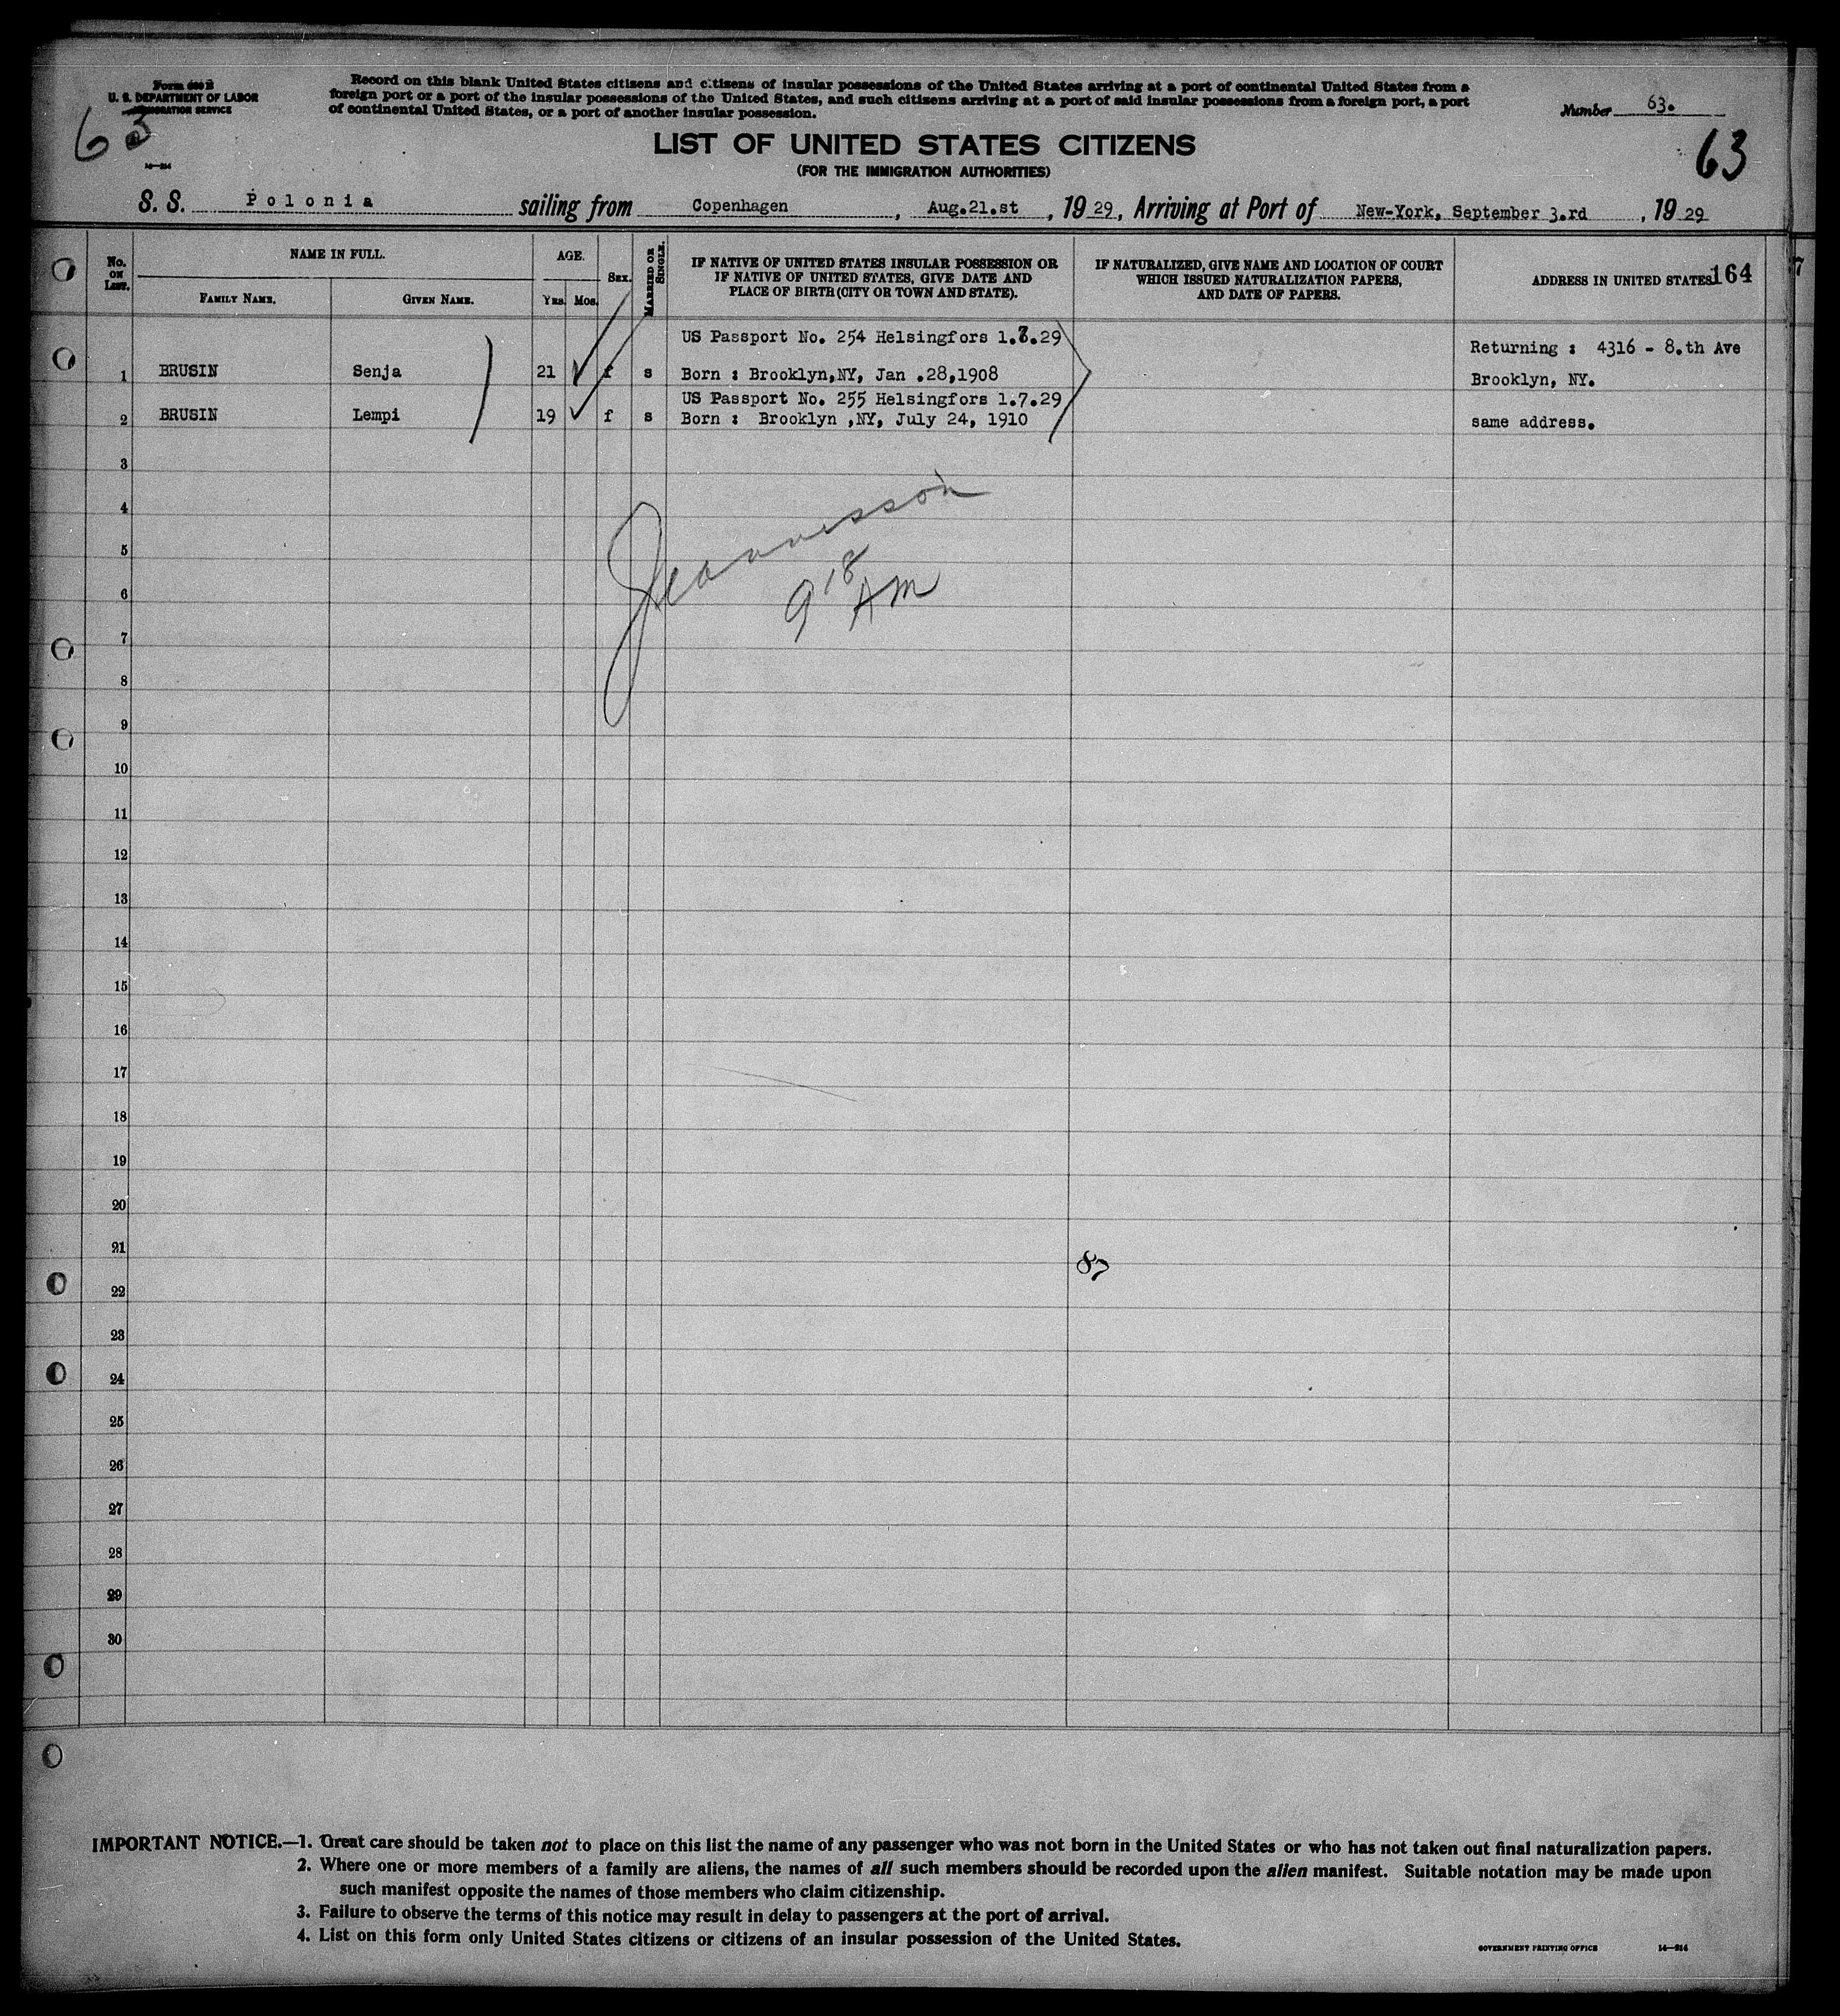 Form 500 B
U. S. DEPARTMENT OF LABOR
IMMIGRATION SERVICE
63
14—214
Record on this blank United States citizens and citizens of insular possessions of the United States arriving at a port of continental United States from a
foreign port or a port of the insular possessions of the United States, and such citizens arriving at a port of said insular possessions from a foreign port, a port
of continental United States, or a port of another insular possession.
Number 63.
63
LIST OF UNITED STATES CITIZENS
(FOR THE IMMIGRATION AUTHORITIES)
S. S. Polonia sailing from Copenhagen, Aug.21.st, 19 29, Arriving at Port of New-York, September 3.rd, 19 29
No. on List.
NAME IN FULL.
Family Name.
Given Name.
AGE.
Yrs.
Mos.
Sex.
Married or Single.
IF NATIVE OF UNITED STATES INSULAR POSSESSION OR
IF NATIVE OF UNITED STATES, GIVE DATE AND
PLACE OF BIRTH (CITY OR TOWN AND STATE).
IF NATURALIZED, GIVE NAME AND LOCATION OF COURT
WHICH ISSUED NATURALIZATION PAPERS,
AND DATE OF PAPERS.
ADDRESS IN UNITED STATES
164
US Passport No. 254 Helsingfors 1.7.29
Returning : 4316 - 8.th Ave
1 BRUSIN Senja 21 f s Born : Brooklyn,NY, Jan .28,1908 Brooklyn, NY.
US Passport No. 255 Helsingfors 1.7.29
2 BRUSIN Lempi 19 f s Born : Brooklyn ,NY, July 24, 1910 same address.
3
4
5
6
9 18 AM
7
8
9
10
11
12
13
14
15
16
17
18
19
20
21
87
22
23
24
25
26
27
28
29
30
IMPORTANT NOTICE.—1. Great care should be taken not to place on this list the name of any passenger who was not born in the United States or who has not taken out final naturalization papers.
2. Where one or more members of a family are aliens, the names of all such members should be recorded upon the alien manifest. Suitable notation may be made upon
such manifest opposite the names of those members who claim citizenship.
3. Failure to observe the terms of this notice may result in delay to passengers at the port of arrival.
4. List on this form only United States citizens or citizens of an insular possession of the United States.
GOVERNMENT PRINTING OFFICE
14—214